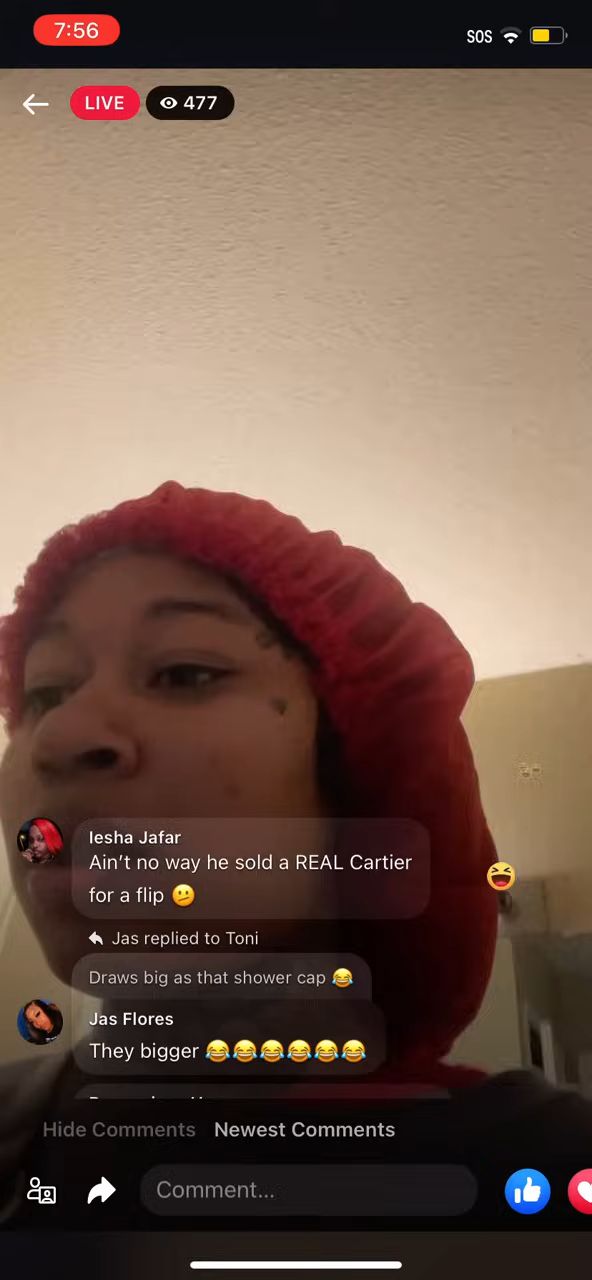 7:56
SOS
LIVE
477
Iesha Jafar
Ain't no way he sold a REAL Cartier
for a flip 🫤
Jas replied to Toni
Draws big as that shower cap 😂
Jas Flores
They bigger 😂😂😂😂😂😂
Hide Comments
Newest Comments
Comment...